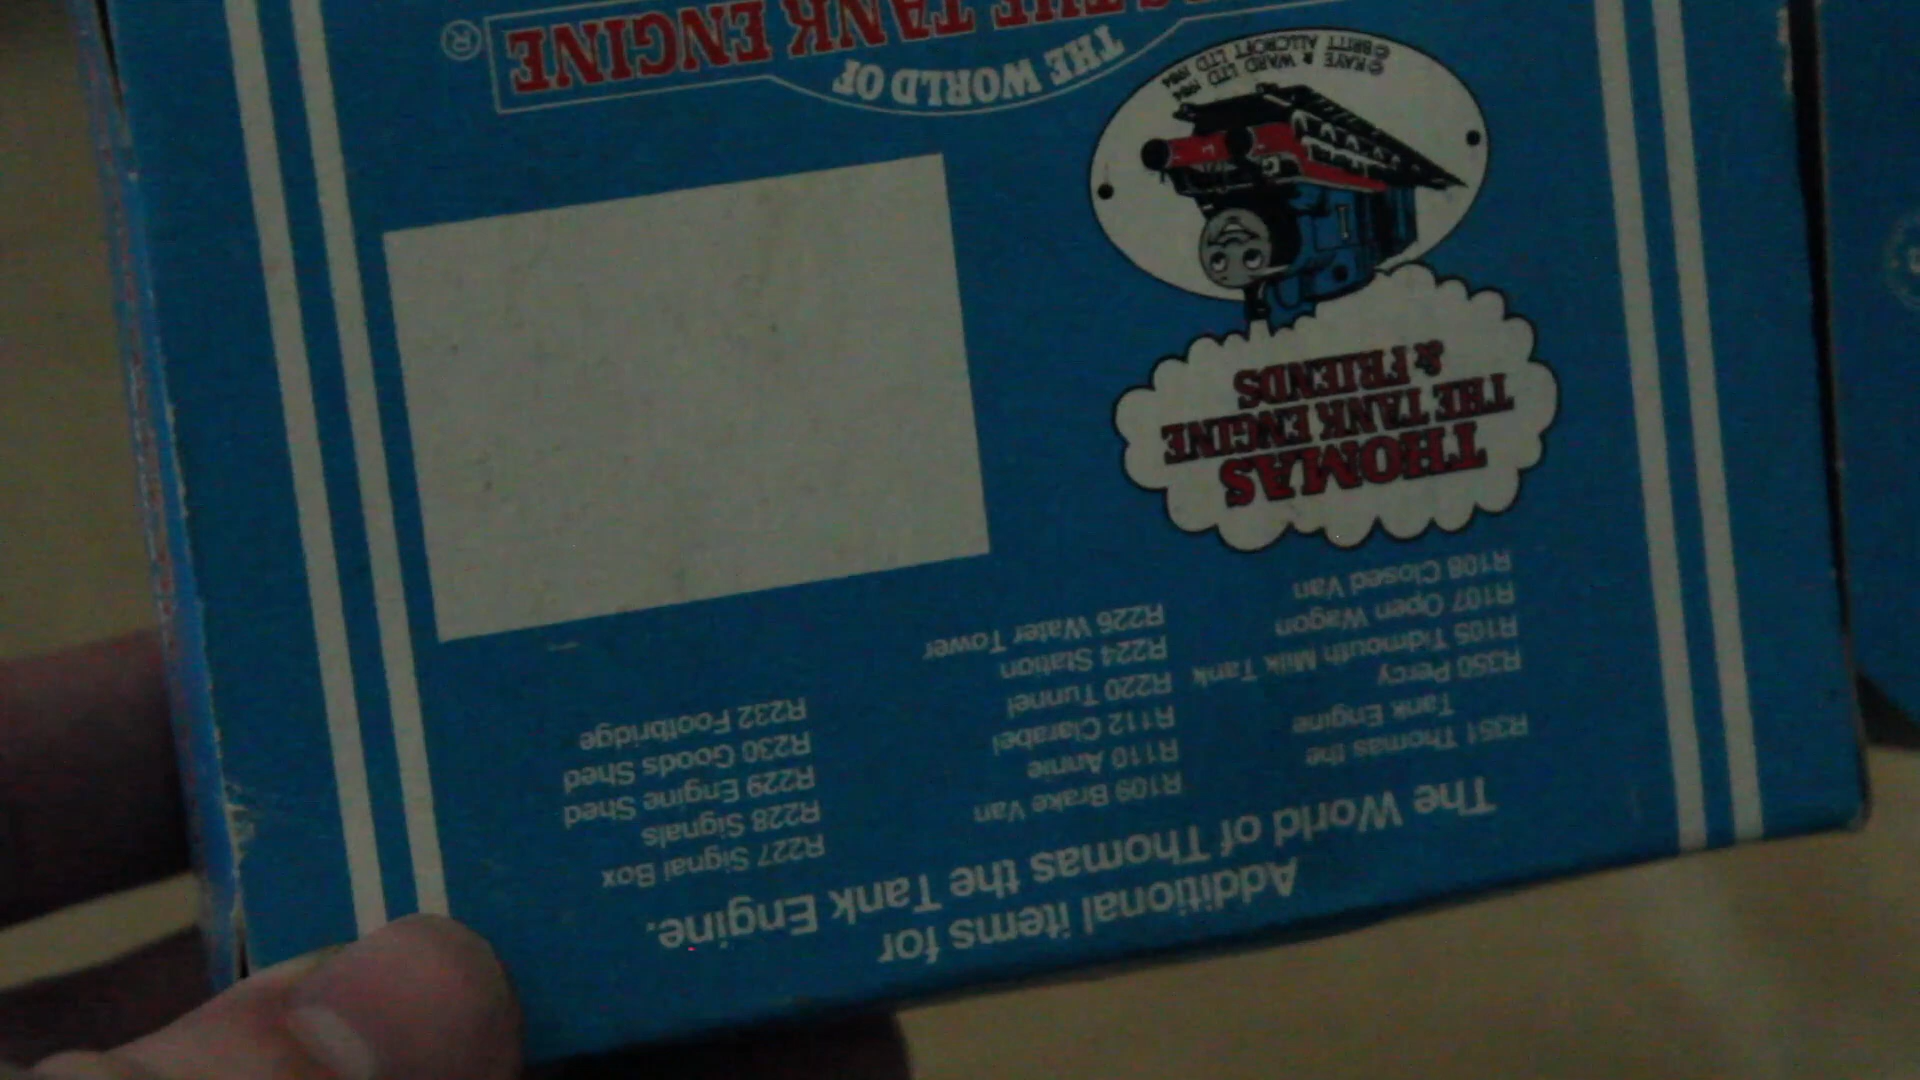 Additional items for
The World of Thomas the Tank Engine.
R351 Thomas the
Tank Engine
R350 Percy
R105 Tidmouth Milk Tank
R107 Open Wagon
R108 Closed Van
R109 Brake Van
R110 Annie
R112 Clarabel
R220 Tunnel
R224 Station
R226 Water Tower
R227 Signal Box
R228 Signals
R229 Engine Shed
R230 Goods Shed
R232 Footbridge
THOMAS
THE TANK ENGINE
& FRIENDS
© KAYE & WARD LTD 1984
© BRITT ALLCROFT LTD 1984
THE WORLD OF
THE TANK ENGINE ®